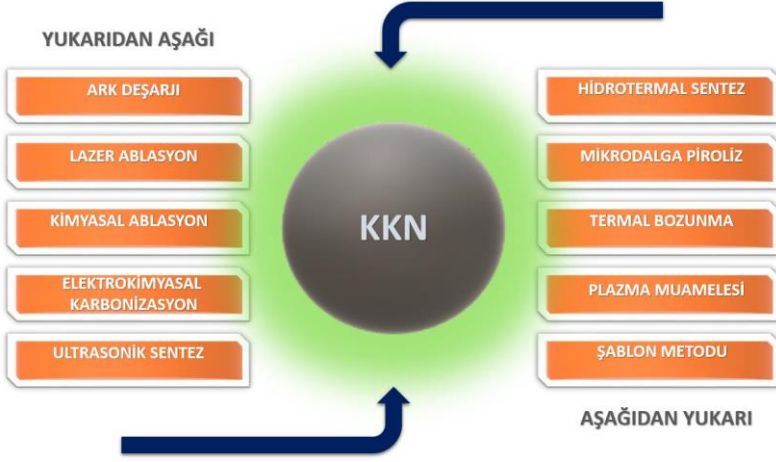 YUKARIDAN AŞAĞI
ARK DEŞARJI
LAZER ABLASYON
KİMYASAL ABLASYON
ELEKTROKİMYASAL
KARBONİZASYON
ULTRASONİK SENTEZ
KKN
HİDROTERMAL SENTEZ
MİKRODALGA PİROLİZ
TERMAL BOZUNMA
PLAZMA MUAMELESİ
ŞABLON METODU
AŞAĞIDAN YUKARI